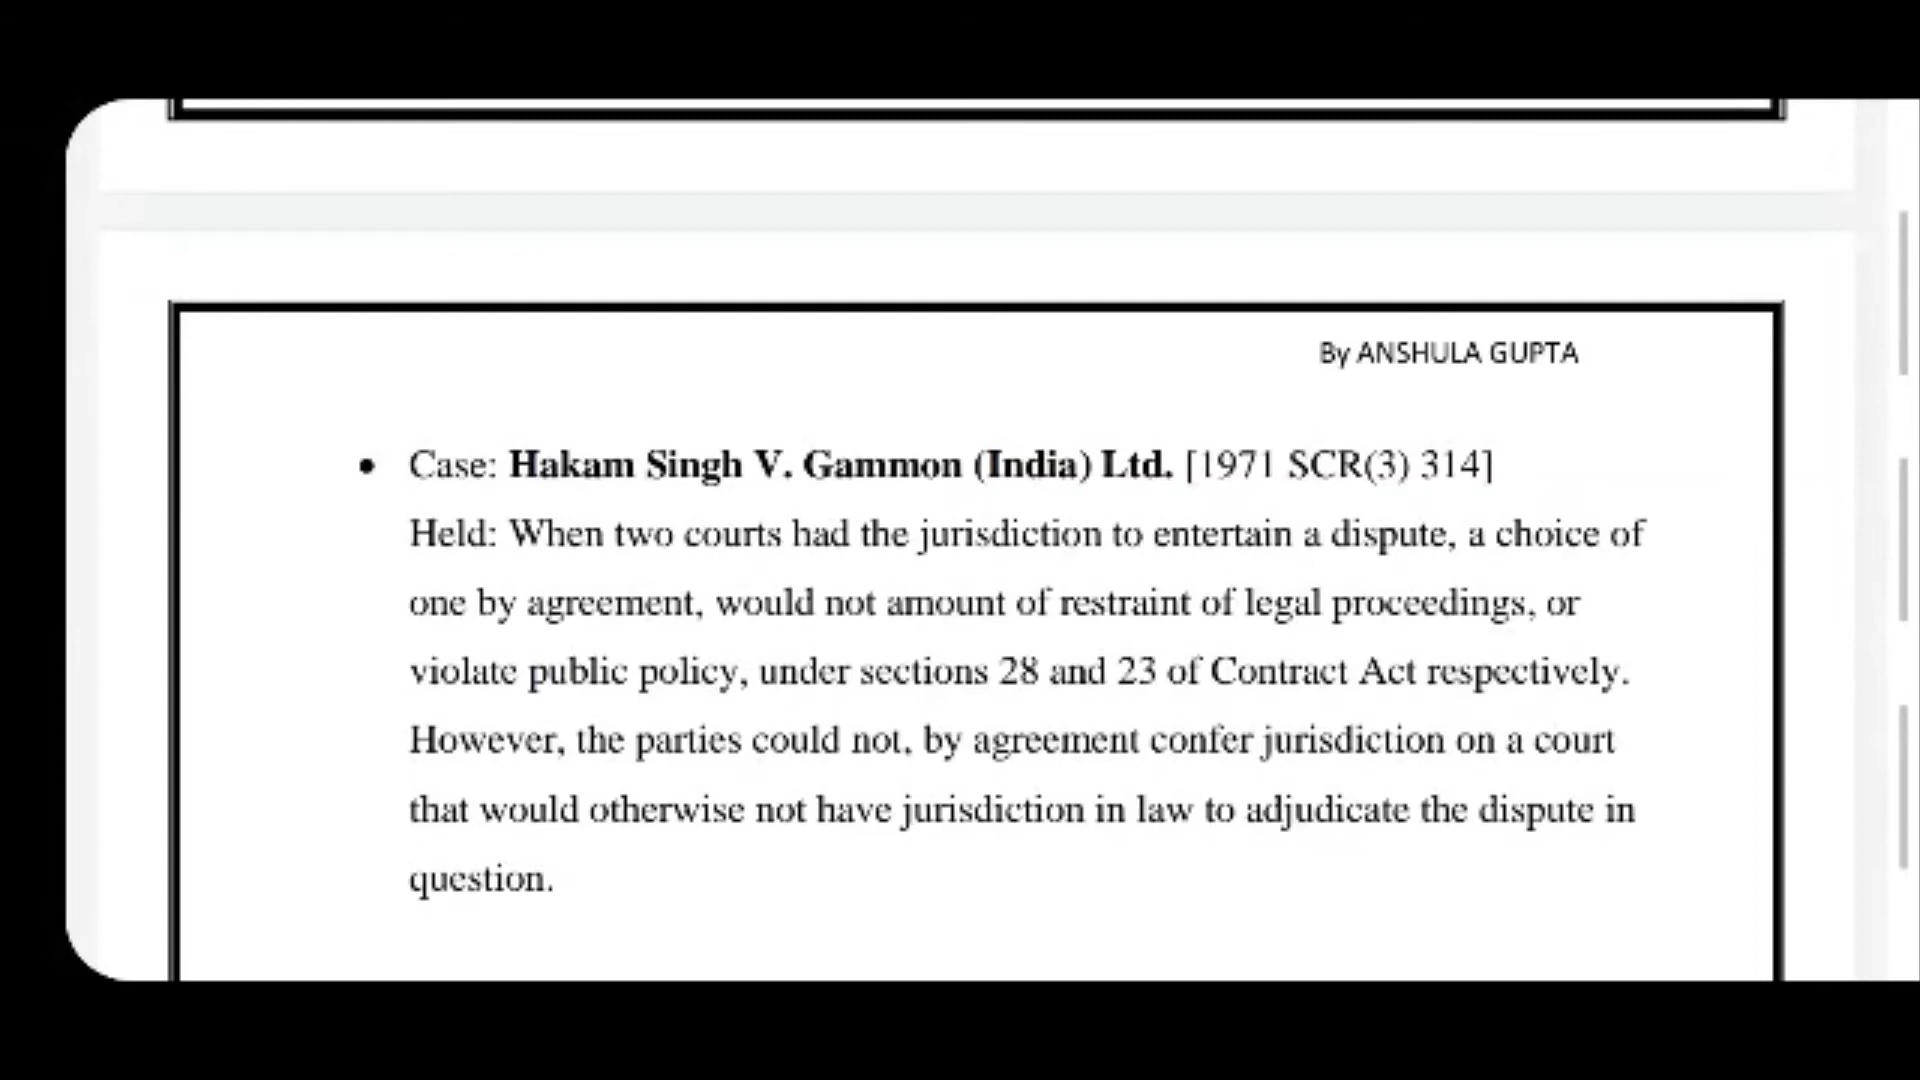 By ANSHULA GUPTA
• Case: Hakam Singh V. Gammon (India) Ltd. [1971 SCR(3) 314]
Held: When two courts had the jurisdiction to entertain a dispute, a choice of
one by agreement, would not amount of restraint of legal proceedings, or
violate public policy, under sections 28 and 23 of Contract Act respectively.
However, the parties could not, by agreement confer jurisdiction on a court
that would otherwise not have jurisdiction in law to adjudicate the dispute in
question.